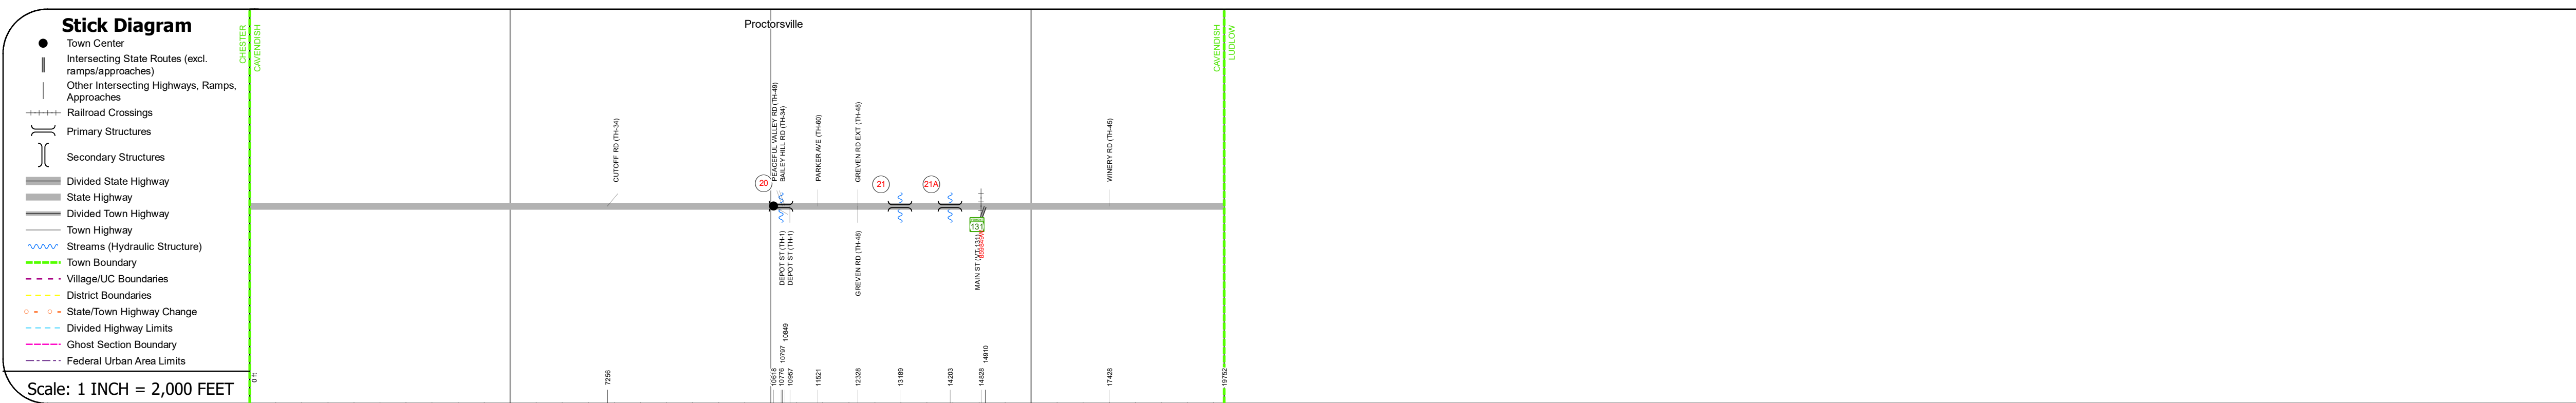 Stick Diagram
Town Center
Intersecting State Routes (excl.
ramps/approaches)
Other Intersecting Highways, Ramps,
Approaches
Railroad Crossings
Primary Structures
Secondary Structures
Divided State Highway
State Highway
Divided Town Highway
Town Highway
Streams (Hydraulic Structure)
Town Boundary
Village/UC Boundaries
District Boundaries
State/Town Highway Change
Divided Highway Limits
Ghost Section Boundary
Federal Urban Area Limits
Scale: 1 INCH = 2,000 FEET
CHESTER
CAVENDISH
Proctorsville
CAVENDISH
LUDLOW
CUTOFF RD (TH-34)
PEACEFUL VALLEY RD (TH-49)
BAILEY HILL RD (TH-34)
PARKER AVE (TH-60)
GREVEN RD EXT (TH-48)
WINERY RD (TH-45)
20
21
21A
131
DEPOT ST (TH-1)
DEPOT ST (TH-1)
GREVEN RD (TH-48)
MAIN ST (VT-131)
0 ft
7256
10618
10776
10797
10849
10957
11521
12328
13189
14203
14828
14910
17428
19752